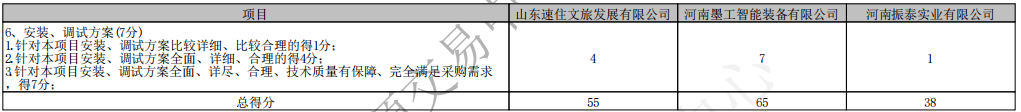 项目 山东速住文旅发展有限公司 河南墨工智能装备有限公司 河南振泰实业有限公司
6、安装、调试方案(7分)
1.针对本项目安装、调试方案比较详细、比较合理的得1分；
2.针对本项目安装、调试方案全面、详细、合理的得4分；
3.针对本项目安装、调试方案全面、详尽、合理、技术质量有保障、完全满足采购需求
，得7分；
4 7 1
总得分 55 65 38